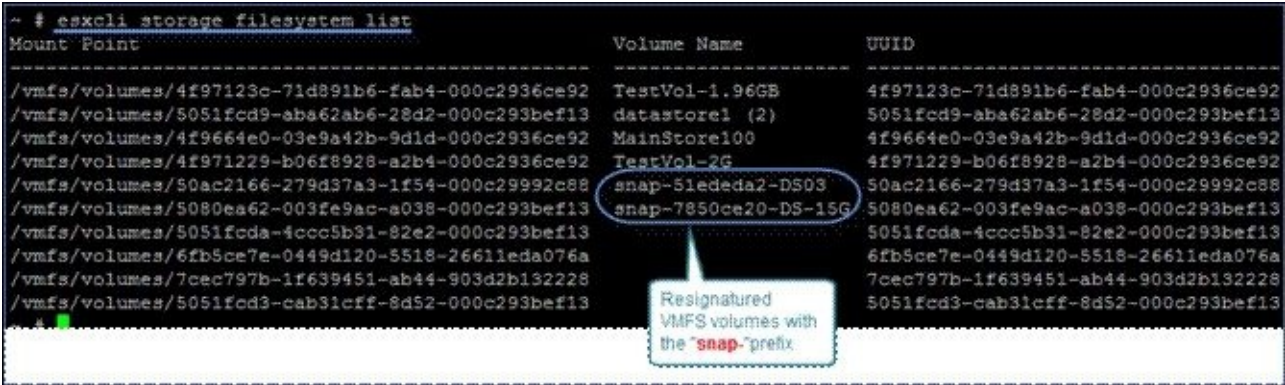 ~ # esxcli storage filesystem list
Mount Point Volume Name UUID
------------------------------------------------- -------------------- -----------------------------------
/vmfs/volumes/4f97123c-71d891b6-fab4-000c2936ce92 TestVol-1.96GB 4f97123c-71d891b6-fab4-000c2936ce92
/vmfs/volumes/5051fcd9-aba62ab6-28d2-000c293bef13 datastore1 (2) 5051fcd9-aba62ab6-28d2-000c293bef13
/vmfs/volumes/4f9664e0-03e9a42b-9d1d-000c2936ce92 MainStore100 4f9664e0-03e9a42b-9d1d-000c2936ce92
/vmfs/volumes/4f971229-b06f8928-a2b4-000c2936ce92 TestVol-2G 4f971229-b06f8928-a2b4-000c2936ce92
/vmfs/volumes/50ac2166-279d37a3-1f54-000c29992c88 snap-51ededa2-DS03 50ac2166-279d37a3-1f54-000c29992c88
/vmfs/volumes/5080ea62-003fe9ac-a038-000c293bef13 snap-7850ce20-DS-15G 5080ea62-003fe9ac-a038-000c293bef13
/vmfs/volumes/5051fcda-4ccc5b31-82e2-000c293bef13 5051fcda-4ccc5b31-82e2-000c293bef13
/vmfs/volumes/6fb5ce7e-0449d120-5518-26611eda076a 6fb5ce7e-0449d120-5518-26611eda076a
/vmfs/volumes/7cec797b-1f639451-ab44-903d2b132228 7cec797b-1f639451-ab44-903d2b132228
/vmfs/volumes/5051fcd3-cab31cff-8d52-000c293bef13 5051fcd3-cab31cff-8d52-000c293bef13
~ #
Resignatured
VMFS volumes with
the "snap-"prefix